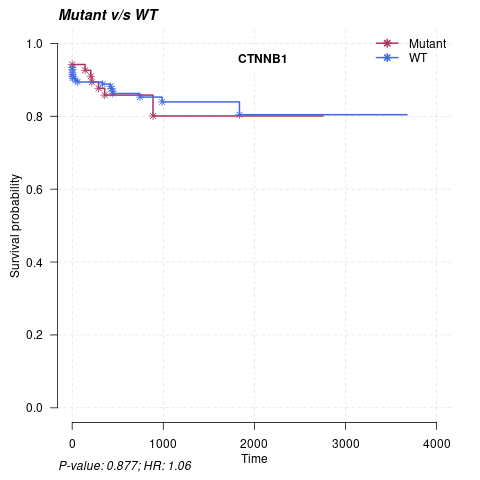 Mutant v/s WT
CTNNB1
Mutant
WT
Survival probability
1.0
0.8
0.6
0.4
0.2
0.0
0 1000 2000 3000 4000
Time
P-value: 0.877; HR: 1.06